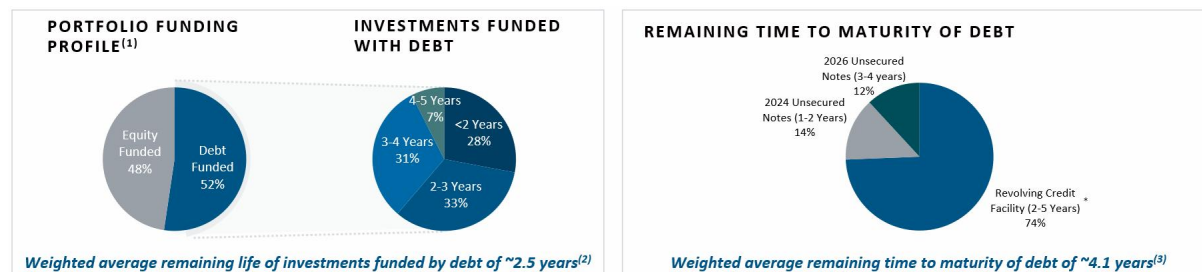 PORTFOLIO FUNDING
PROFILE(1)
Equity
Funded
48%
Debt
Funded
52%
INVESTMENTS FUNDED
WITH DEBT
4-5 Years
7%
<2 Years
28%
3-4 Years
31%
2-3 Years
33%
Weighted average remaining life of investments funded by debt of ~2.5 years(2)
REMAINING TIME TO MATURITY OF DEBT
2026 Unsecured
Notes (3-4 years)
12%
2024 Unsecured
Notes (1-2 Years)
14%
Revolving Credit
Facility (2-5 Years) *
74%
Weighted average remaining time to maturity of debt of ~4.1 years(3)